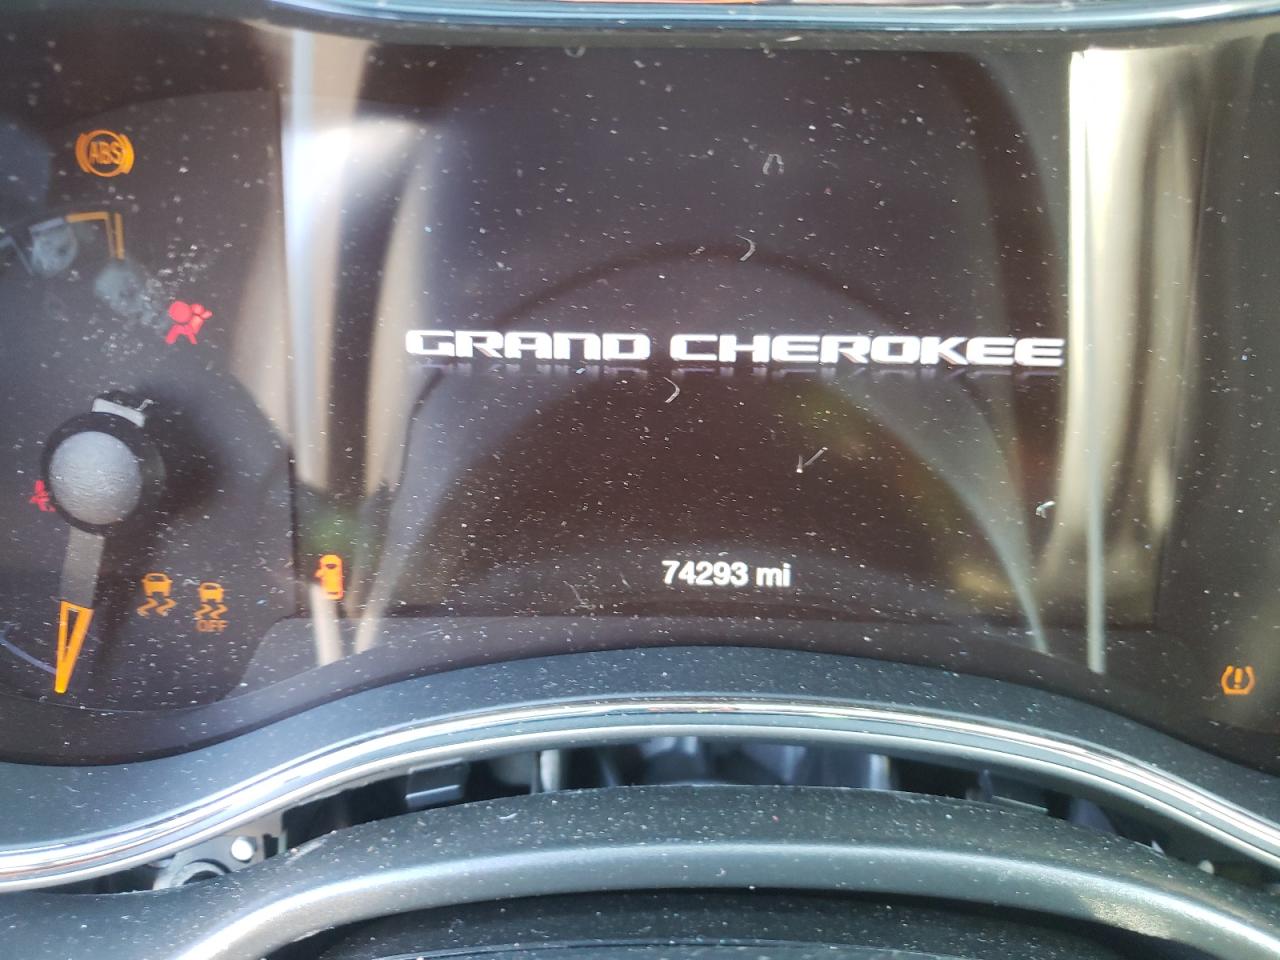 ABS
GRAND CHEROKEE
74293 mi
OFF